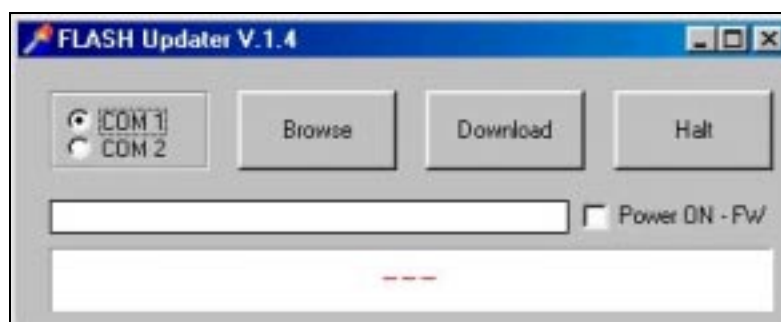 FLASH Updater V.1.4
COM 1
COM 2
Browse
Download
Halt
Power ON - FW
---